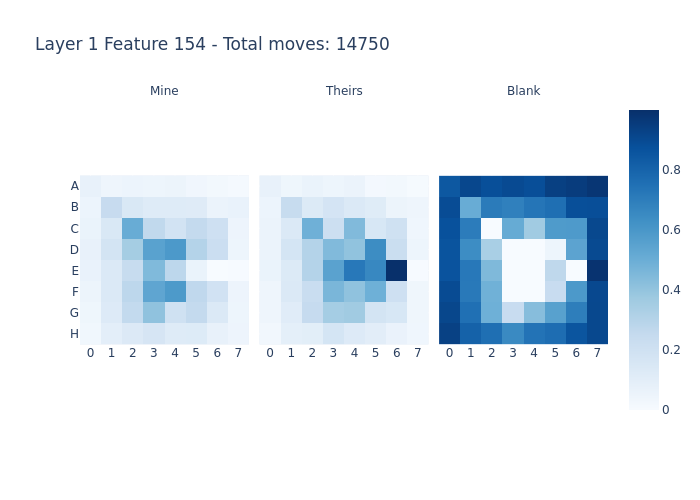 Layer 1 Feature 154 - Total moves: 14750
Mine Theirs Blank
A
B
C
D
E
F
G
H
0 1 2 3 4 5 6 7 0 1 2 3 4 5 6 7 0 1 2 3 4 5 6 7
0.8
0.6
0.4
0.2
0